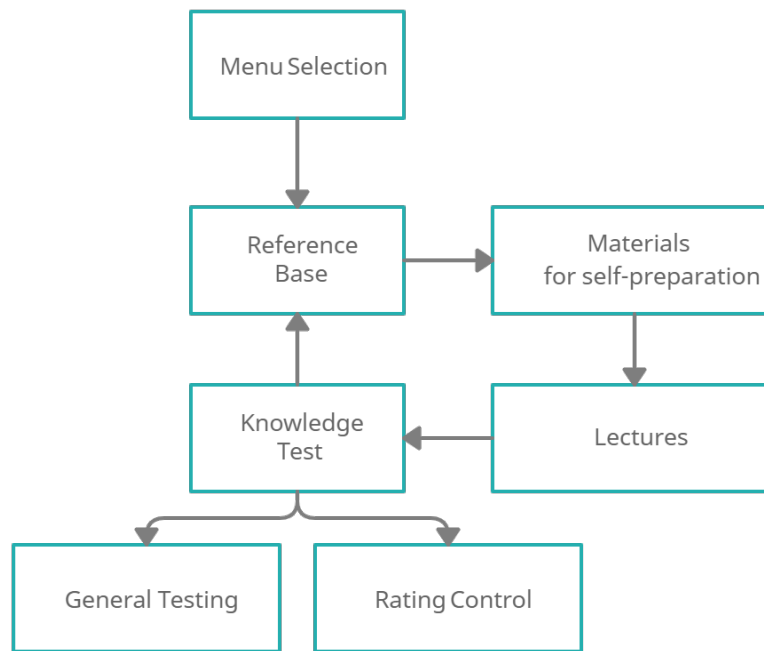 Menu Selection
Reference
Base
Materials
for self-preparation
Knowledge
Test
Lectures
General Testing
Rating Control